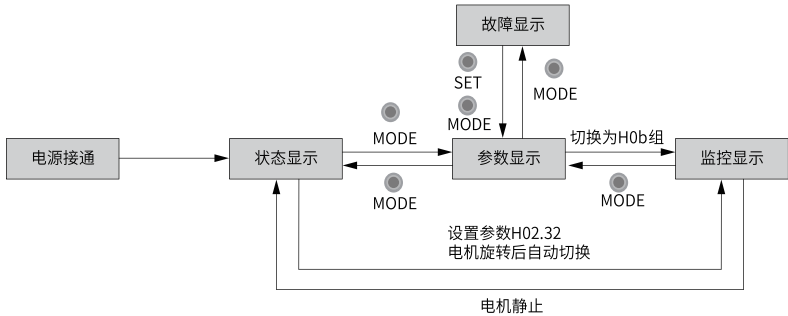 故障显示
SET
MODE
MODE
MODE
切换为H0b组
电源接通
状态显示
参数显示
监控显示
MODE
MODE
设置参数H02.32
电机旋转后自动切换
电机静止